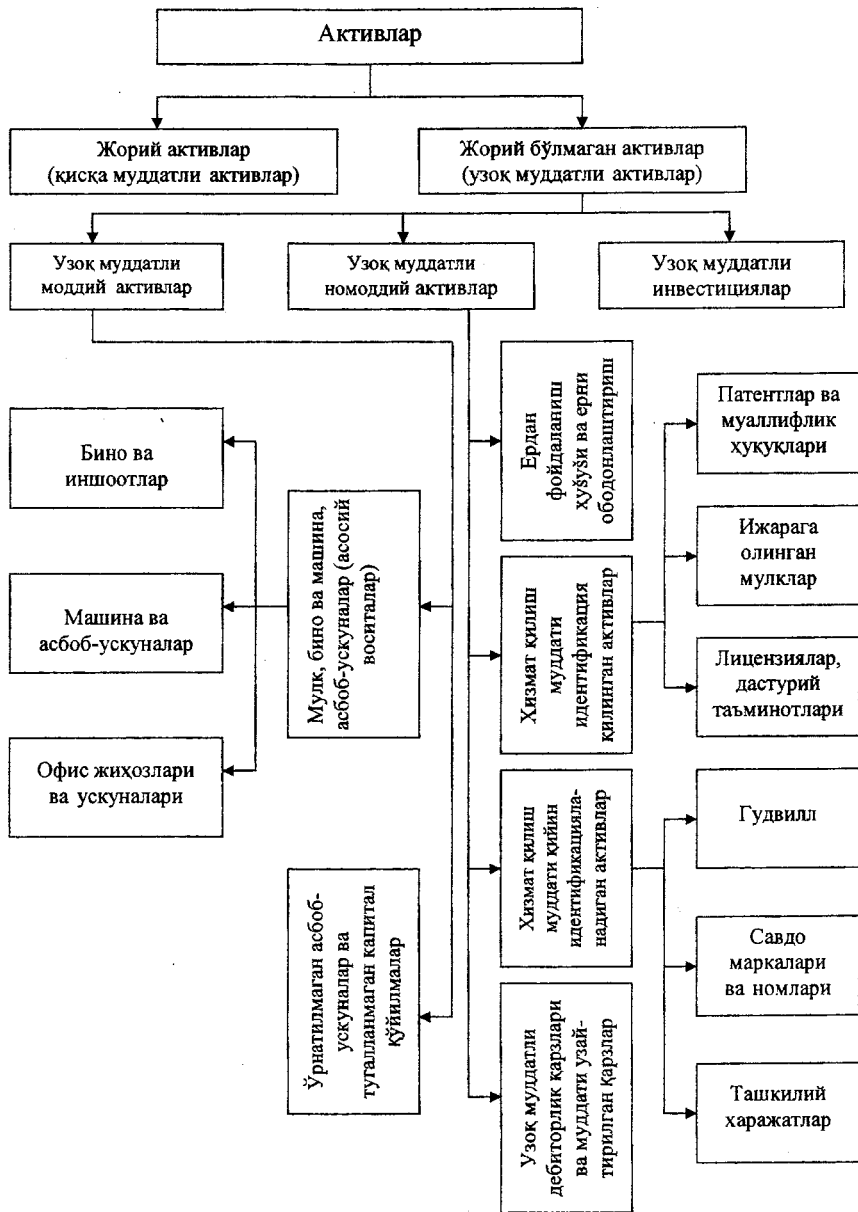 Активлар
Жорий активлар
(қисқа муддатли активлар)
Жорий бўлмаган активлар
(узоқ муддатли активлар)
Узоқ муддатли
моддий активлар
Узоқ муддатли
номоддий активлар
Узоқ муддатли
инвестициялар
Бино ва
иншоотлар
Машина ва
асбоб-ускуналар
Офис жиҳозлари
ва ускуналари
Мулк, бино ва машина,
асбоб-ускуналар (асосий
воситалар)
Ўрнатилмаган асбоб-
ускуналар ва
тугалланмаган капитал
қўйилмалар
Ердан
фойдаланиш
ҳуšуšи ва ерни
ободонлаштириш
Хизмат қилиш
муддати
идентификация
қилинган активлар
Хизмат қилиш
муддати қийин
идентификацияла-
надиган активлар
Узоқ муддатли
дебиторлик қарзлари
ва муддати узай-
тирилган қарзлар
Патентлар ва
муаллифлик
ҳуқуқлари
Ижарага
олинган
мулклар
Лицензиялар,
дастурий
таъминотлари
Гудвилл
Савдо
маркалари
ва номлари
Ташкилий
харажатлар